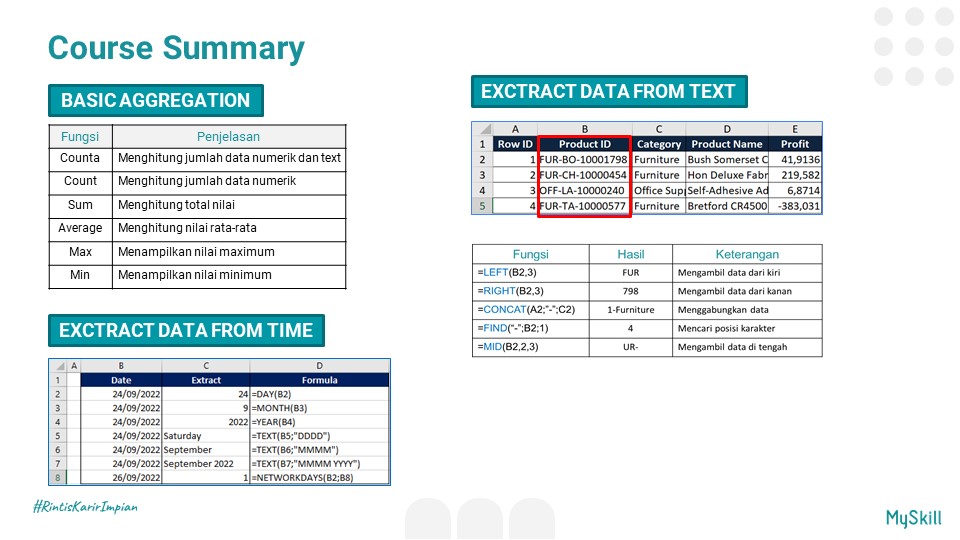 Course Summary
BASIC AGGREGATION
Fungsi Penjelasan
Counta Menghitung jumlah data numerik dan text
Count Menghitung jumlah data numerik
Sum Menghitung total nilai
Average Menghitung nilai rata-rata
Max Menampilkan nilai maximum
Min Menampilkan nilai minimum
EXCTRACT DATA FROM TIME
A B C D
1 Date Extract Formula
2 24/09/2022 24 =DAY(B2)
3 24/09/2022 9 =MONTH(B3)
4 24/09/2022 2022 =YEAR(B4)
5 24/09/2022 Saturday =TEXT(B5;"DDDD")
6 24/09/2022 September =TEXT(B6;"MMMM")
7 24/09/2022 September 2022 =TEXT(B7;"MMMM YYYY")
8 26/09/2022 1 =NETWORKDAYS(B2;B8)
EXCTRACT DATA FROM TEXT
A B C D E
1 Row ID Product ID Category Product Name Profit
2 1 FUR-BO-10001798 Furniture Bush Somerset C 41,9136
3 2 FUR-CH-10000454 Furniture Hon Deluxe Fabr 219,582
4 3 OFF-LA-10000240 Office Supp Self-Adhesive Ad 6,8714
5 4 FUR-TA-10000577 Furniture Bretford CR4500 -383,031
Fungsi Hasil Keterangan
=LEFT(B2,3) FUR Mengambil data dari kiri
=RIGHT(B2,3) 798 Mengambil data dari kanan
=CONCAT(A2;"-";C2) 1-Furniture Menggabungkan data
=FIND("-";B2;1) 4 Mencari posisi karakter
=MID(B2,2,3) UR- Mengambil data di tengah
#RintisKarirImpian
MySkill